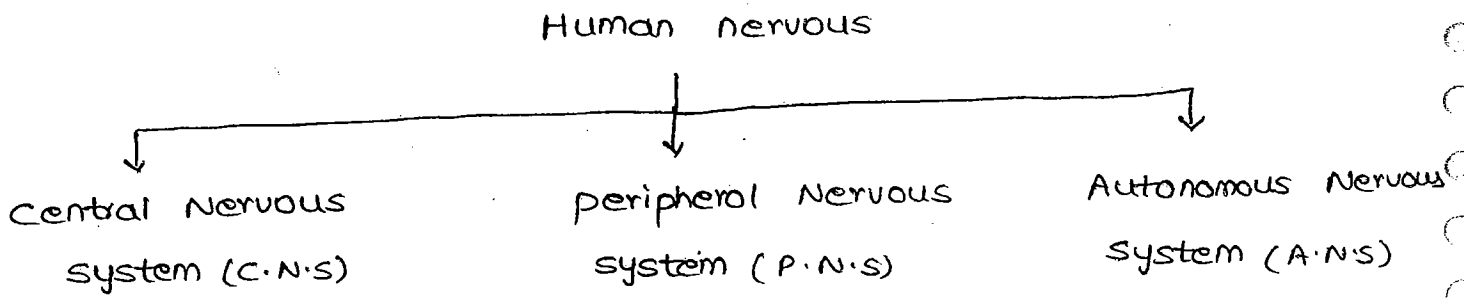 Human nervous
Central Nervous
system (C.N.S)
peripherol Nervous
system (P.N.S)
Autonomous Nervous
system (A.N.S)